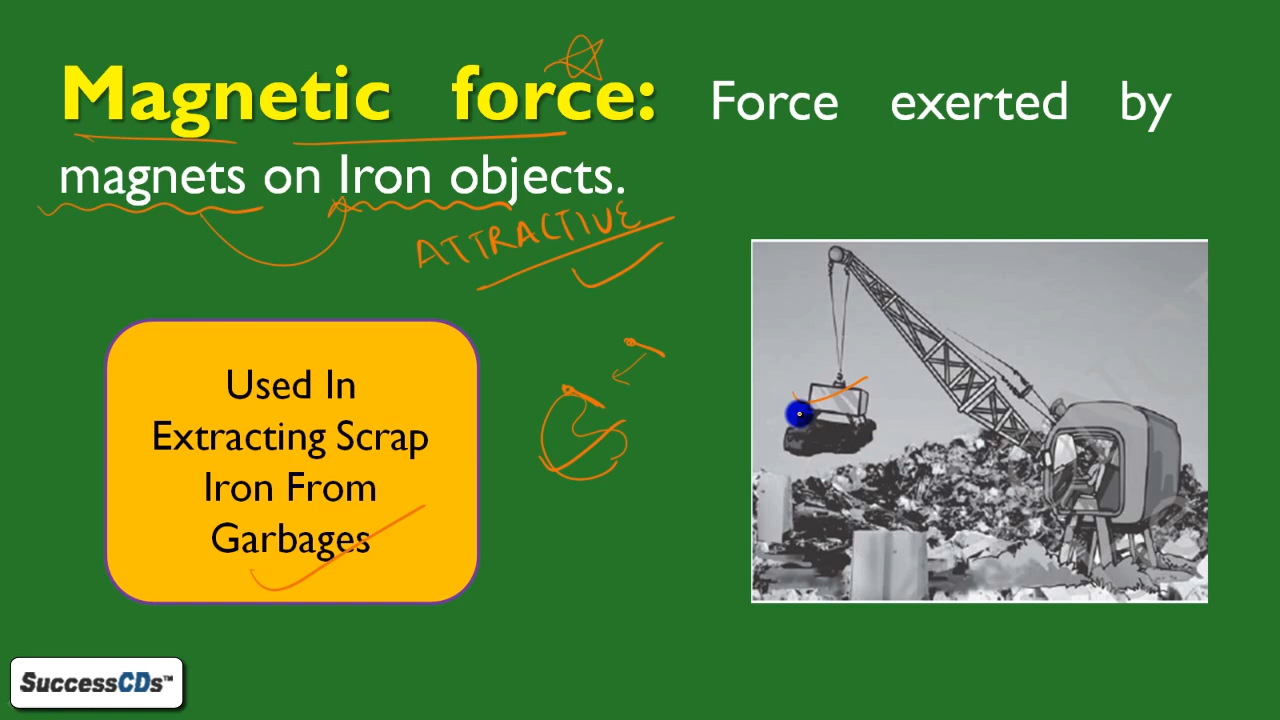 Magnetic force: Force exerted by
magnets on Iron objects.
ATTRACTIVE
Used In
Extracting Scrap
Iron From
Garbages
SuccessCDs™